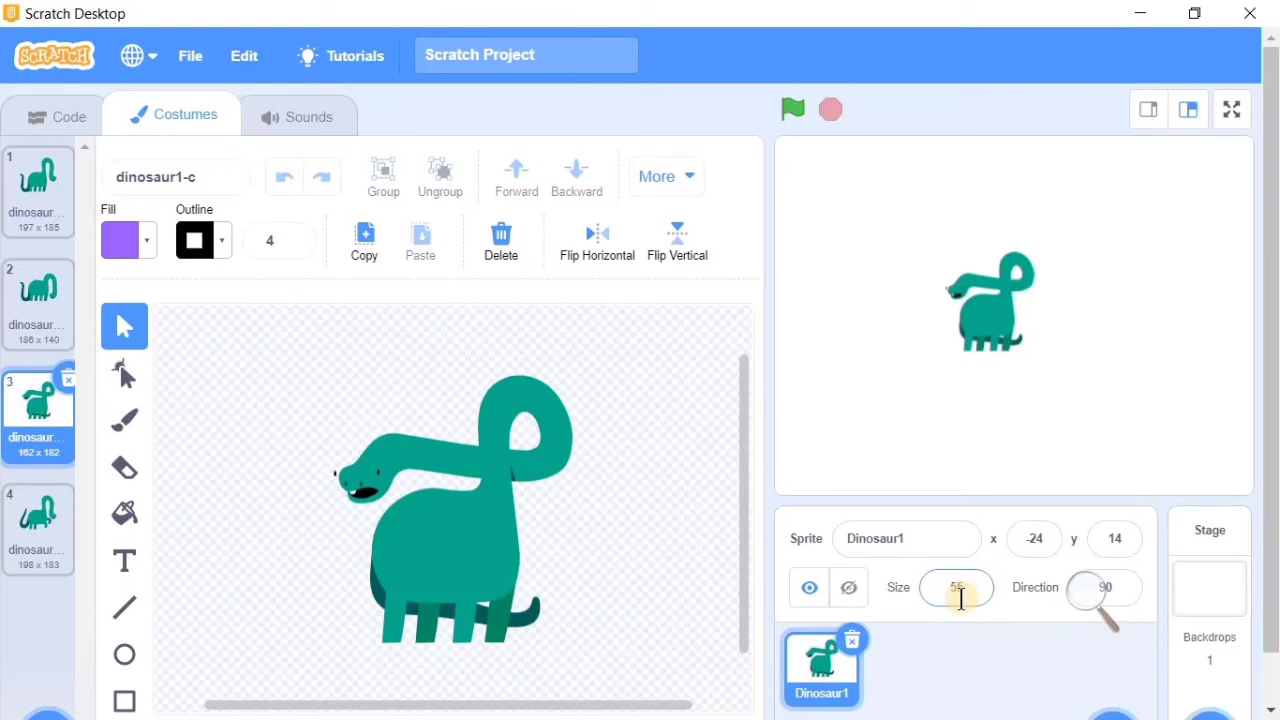 Scratch Desktop
SCRATCH File Edit Tutorials Scratch Project
Code Costumes Sounds
1
dinosaur...
197 x 185
2
dinosaur...
186 x 140
3
dinosaur...
162 x 182
4
dinosaur...
198 x 183
dinosaur1-c
Group Ungroup Forward Backward More
Fill Outline
4 Copy Paste Delete Flip Horizontal Flip Vertical
T
Sprite Dinosaur1 x -24 y 14
Size Direction 90
Dinosaur1
Stage
Backdrops
1